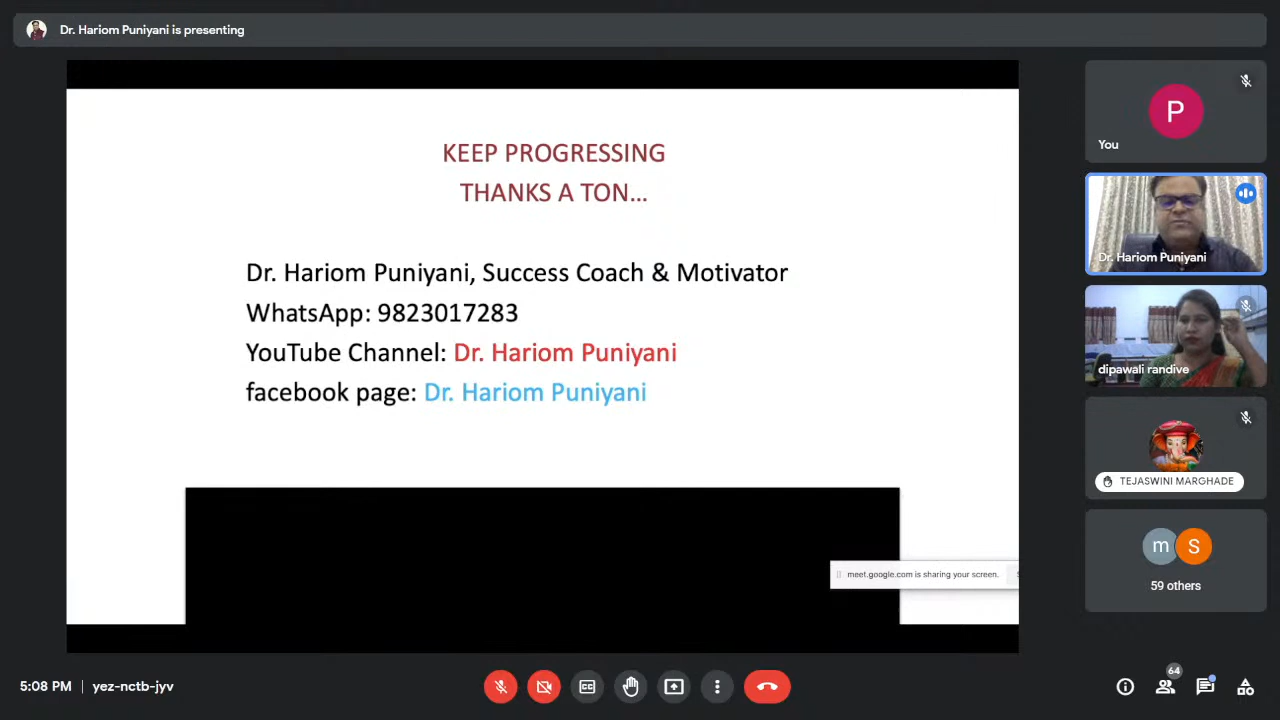 Dr. Hariom Puniyani is presenting
KEEP PROGRESSING
THANKS A TON...
Dr. Hariom Puniyani, Success Coach & Motivator
WhatsApp: 9823017283
YouTube Channel: Dr. Hariom Puniyani
facebook page: Dr. Hariom Puniyani
meet.google.com is sharing your screen.
P
You
Dr. Hariom Puniyani
dipawali randive
TEJASWINI MARGHADE
m S
59 others
5:08 PM | yez-nctb-jyv
CC
64